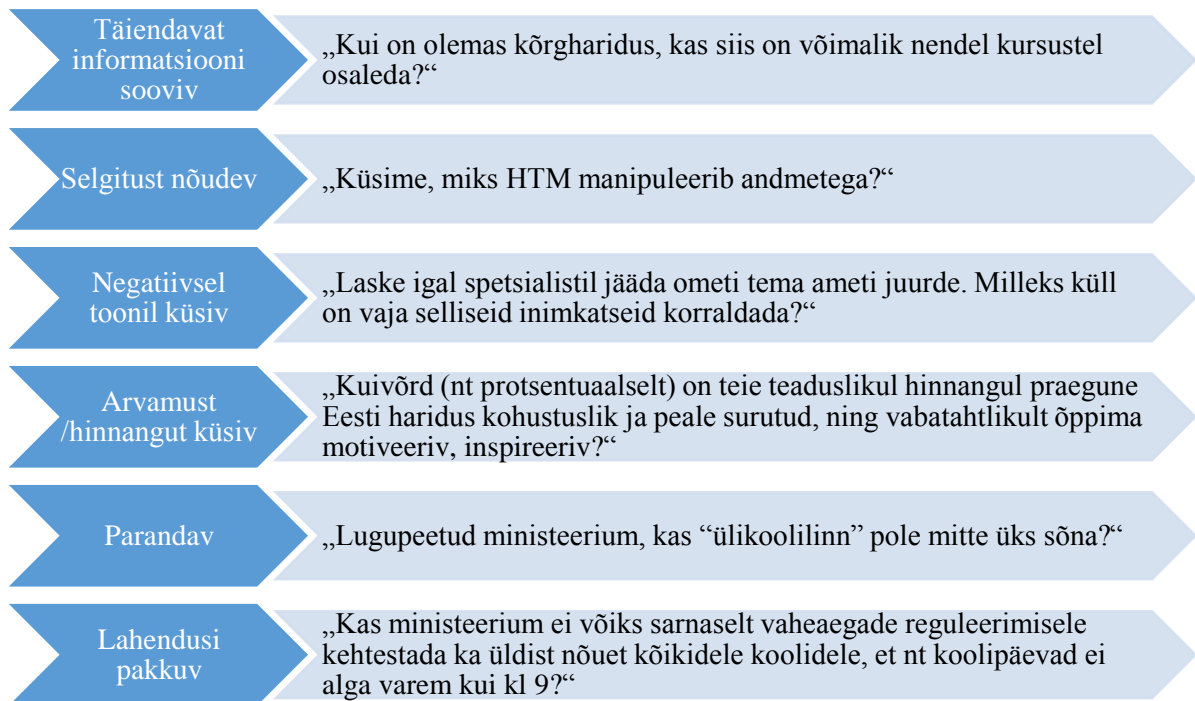 Täiendavat
informatsiooni
sooviv
„Kui on olemas kõrgharidus, kas siis on võimalik nendel kursustel
osaleda?“
Selgitust nõudev
„Küsime, miks HTM manipuleerib andmetega?“
Negatiivsel
toonil küsiv
„Laske igal spetsialistil jääda ometi tema ameti juurde. Milleks küll
on vaja selliseid inimkatseid korraldada?“
Arvamust
/hinnangut küsiv
„Kuivõrd (nt protsentuaalselt) on teie teaduslikul hinnangul praegune
Eesti haridus kohustuslik ja peale surutud, ning vabatahtlikult õppima
motiveeriv, inspireeriv?“
Parandav
„Lugupeetud ministeerium, kas “ülikoolilinn” pole mitte üks sõna?“
Lahendusi
pakkuv
„Kas ministeerium ei võiks sarnaselt vaheaegade reguleerimisele
kehtestada ka üldist nõuet kõikidele koolidele, et nt koolipäevad ei
alga varem kui kl 9?“